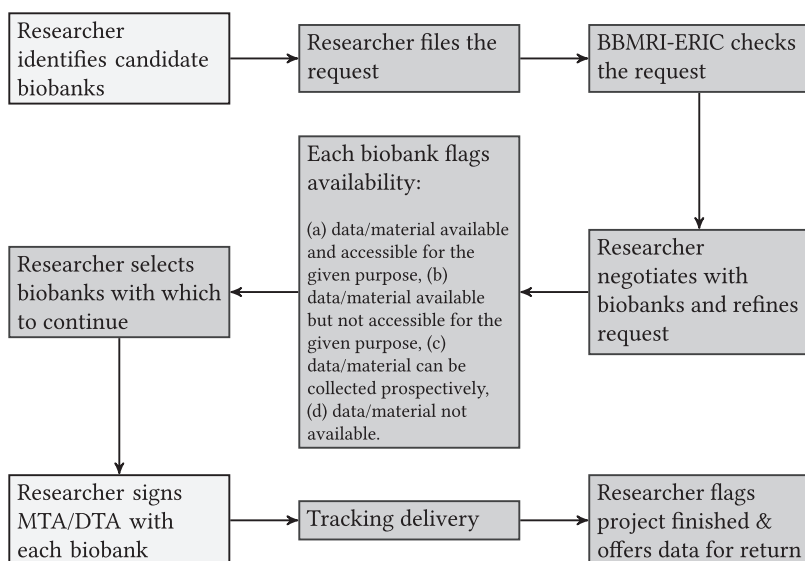 Researcher
identifies candidate
biobanks
Researcher files the
request
BBMRI-ERIC checks
the request
Researcher
negotiates with
biobanks and refines
request
Each biobank flags
availability:
(a) data/material available
and accessible for the
given purpose, (b)
data/material available
but not accessible for the
given purpose, (c)
data/material can be
collected prospectively,
(d) data/material not
available.
Researcher selects
biobanks with which
to continue
Researcher signs
MTA/DTA with
each biobank
Tracking delivery
Researcher flags
project finished &
offers data for return